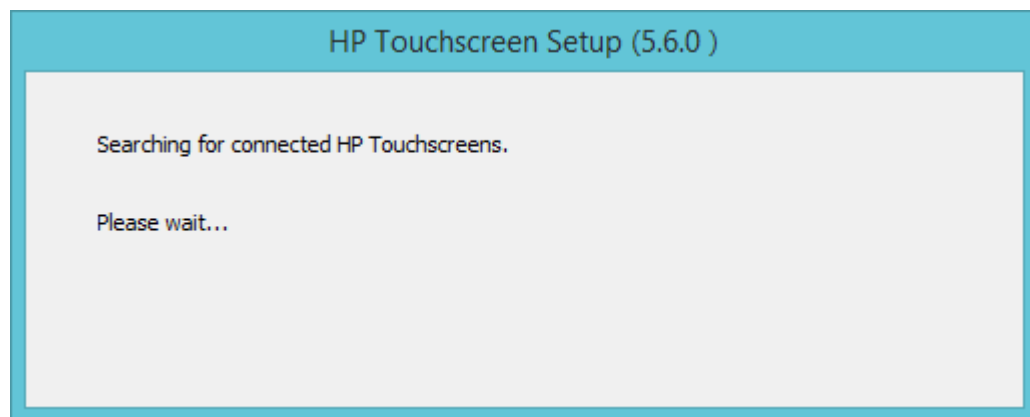 HP Touchscreen Setup (5.6.0 )
Searching for connected HP Touchscreens.
Please wait...